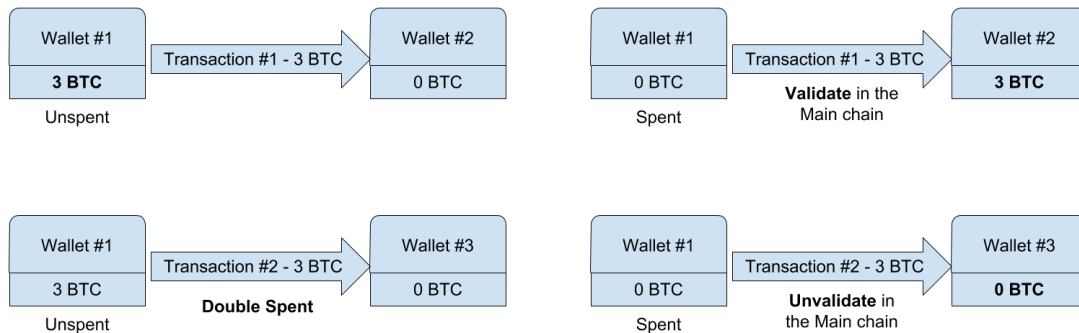 Wallet #1
Transaction #1 - 3 BTC
Wallet #2
3 BTC
0 BTC
Unspent
Wallet #1
Transaction #1 - 3 BTC
Wallet #2
0 BTC
Validate in the
Main chain
3 BTC
Spent
Wallet #1
Transaction #2 - 3 BTC
Wallet #3
3 BTC
Double Spent
0 BTC
Unspent
Wallet #1
Transaction #2 - 3 BTC
Wallet #3
0 BTC
Unvalidate in
the Main chain
0 BTC
Spent